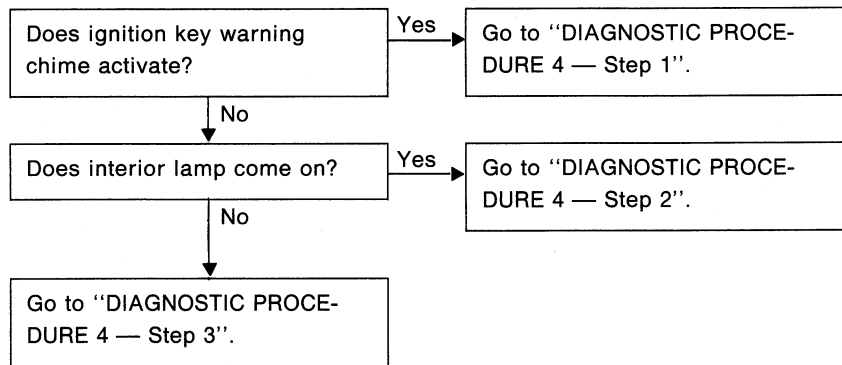 Does ignition key warning
chime activate?
Yes
Go to “DIAGNOSTIC PROCE-
DURE 4 — Step 1”.
No
Does interior lamp come on?
Yes
Go to “DIAGNOSTIC PROCE-
DURE 4 — Step 2”.
No
Go to “DIAGNOSTIC PROCE-
DURE 4 — Step 3”.